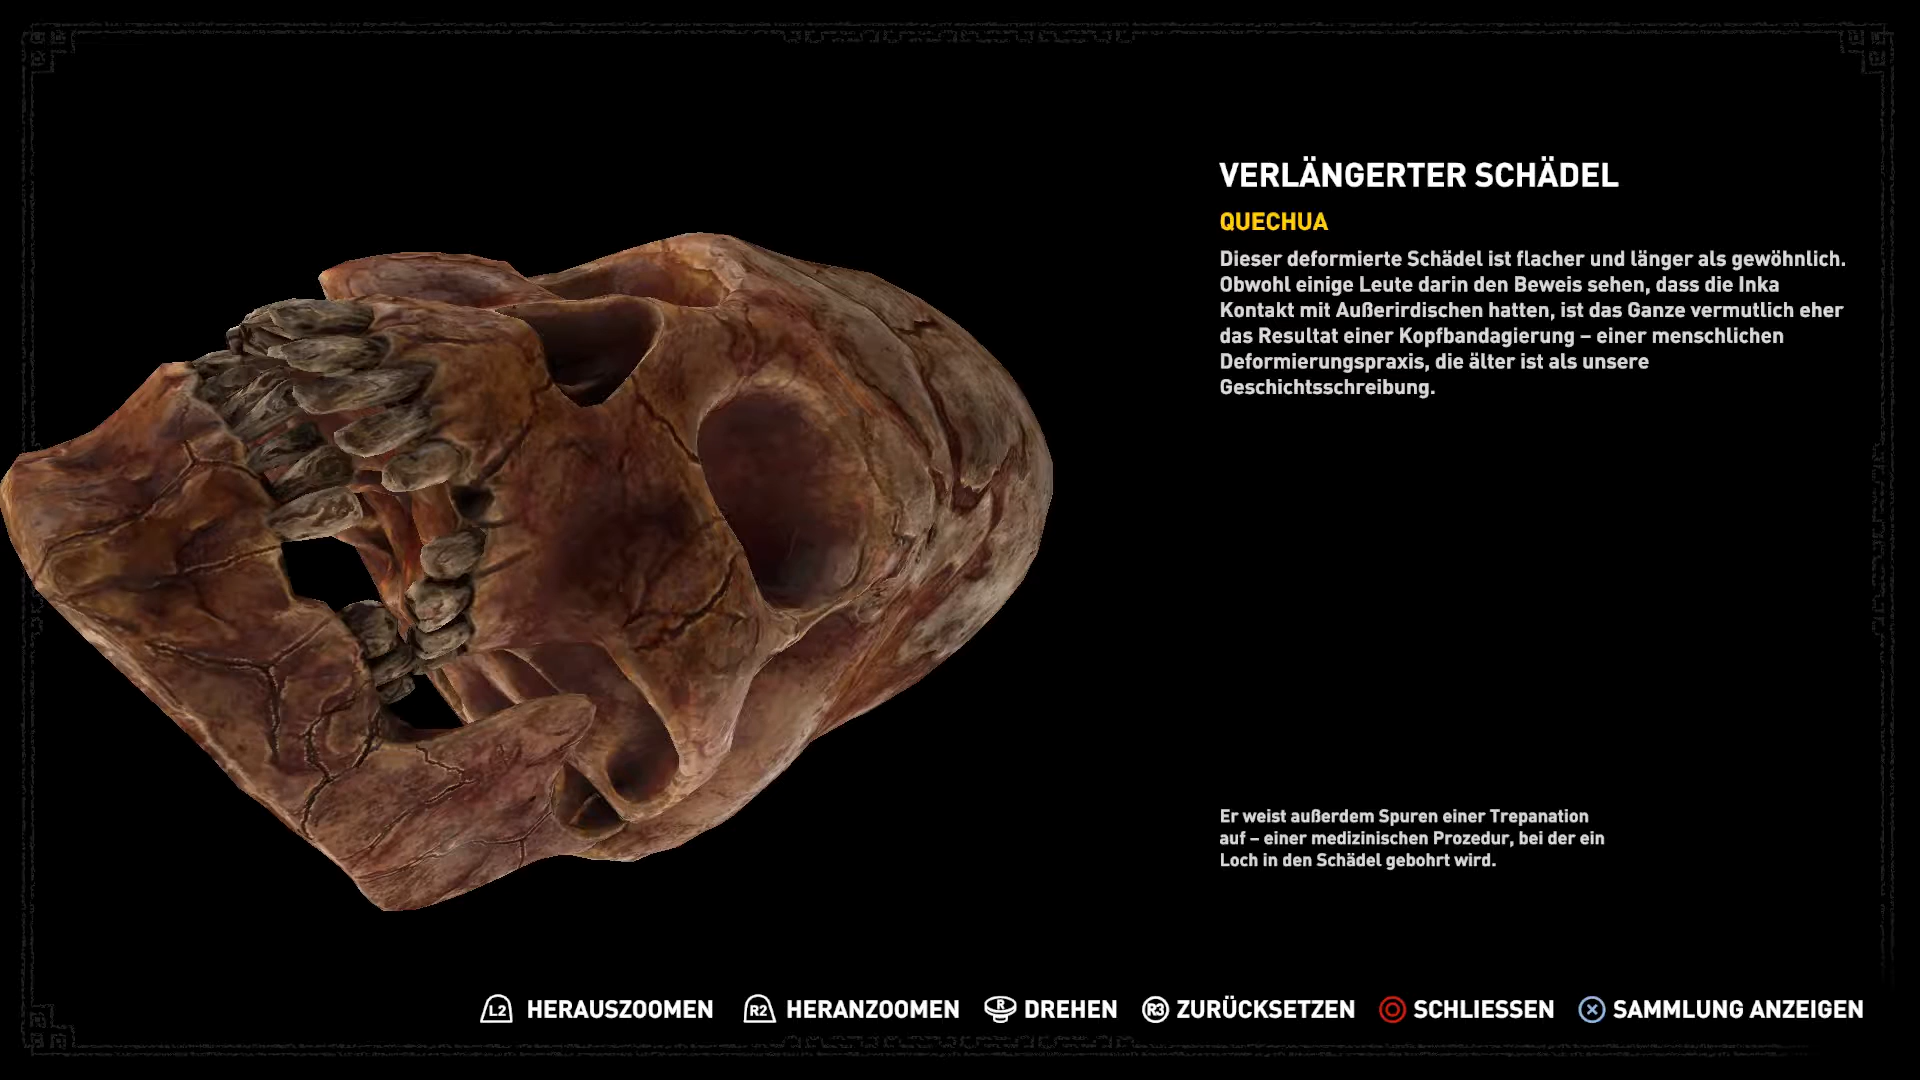 VERLÄNGERTER SCHÄDEL
QUECHUA
Dieser deformierte Schädel ist flacher und länger als gewöhnlich.
Obwohl einige Leute darin den Beweis sehen, dass die Inka
Kontakt mit Außerirdischen hatten, ist das Ganze vermutlich eher
das Resultat einer Kopfbandagierung – einer menschlichen
Deformierungspraxis, die älter ist als unsere
Geschichtsschreibung.
Er weist außerdem Spuren einer Trepanation
auf – einer medizinischen Prozedur, bei der ein
Loch in den Schädel gebohrt wird.
L2 HERAUSZOOMEN R2 HERANZOOMEN R DREHEN R3 ZURÜCKSETZEN SCHLIESSEN SAMMLUNG ANZEIGEN